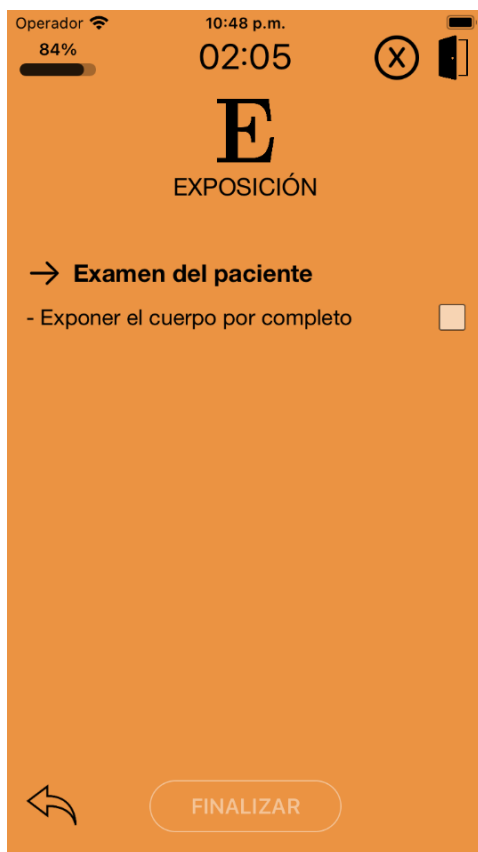 Operador
10:48 p.m.
84%
02:05
X
E
EXPOSICIÓN
→ Examen del paciente
- Exponer el cuerpo por completo
FINALIZAR